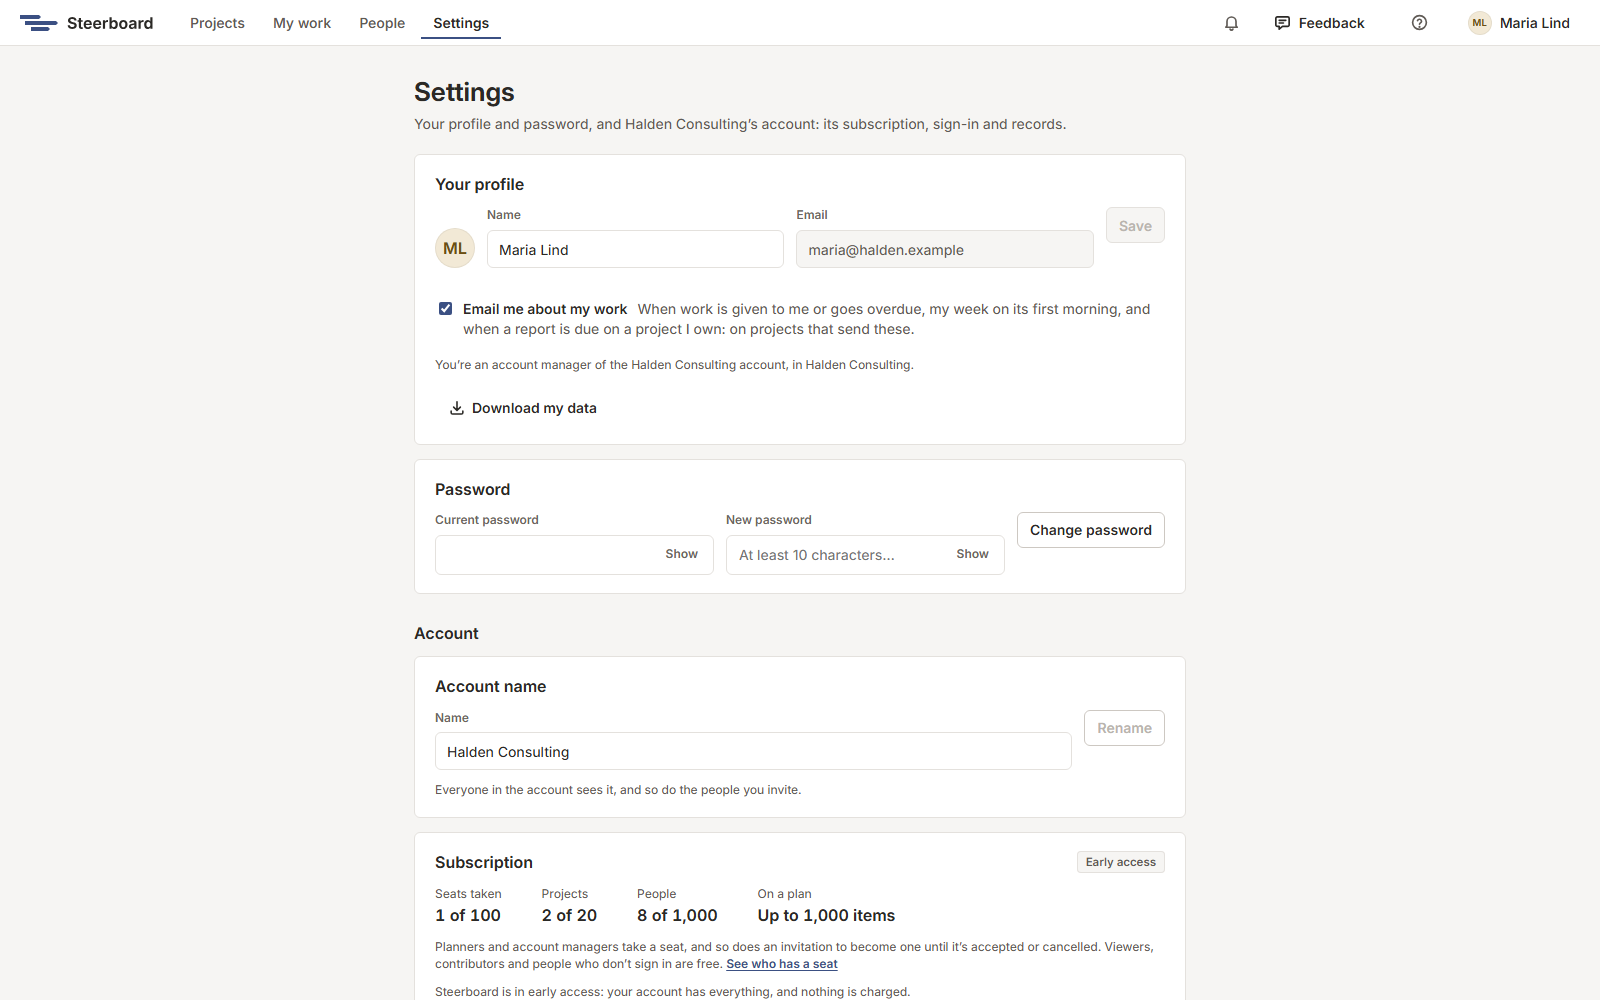 Steerboard
Projects
My work
People
Settings
Feedback
ML
Maria Lind
Settings
Your profile and password, and Halden Consulting’s account: its subscription, sign-in and records.
Your profile
ML
Name
Maria Lind
Email
maria@halden.example
Save
Email me about my work When work is given to me or goes overdue, my week on its first morning, and
when a report is due on a project I own: on projects that send these.
You’re an account manager of the Halden Consulting account, in Halden Consulting.
Download my data
Password
Current password
Show
New password
At least 10 characters...
Show
Change password
Account
Account name
Name
Halden Consulting
Rename
Everyone in the account sees it, and so do the people you invite.
Subscription
Early access
Seats taken
1 of 100
Projects
2 of 20
People
8 of 1,000
On a plan
Up to 1,000 items
Planners and account managers take a seat, and so does an invitation to become one until it’s accepted or cancelled. Viewers,
contributors and people who don’t sign in are free. See who has a seat
Steerboard is in early access: your account has everything, and nothing is charged.